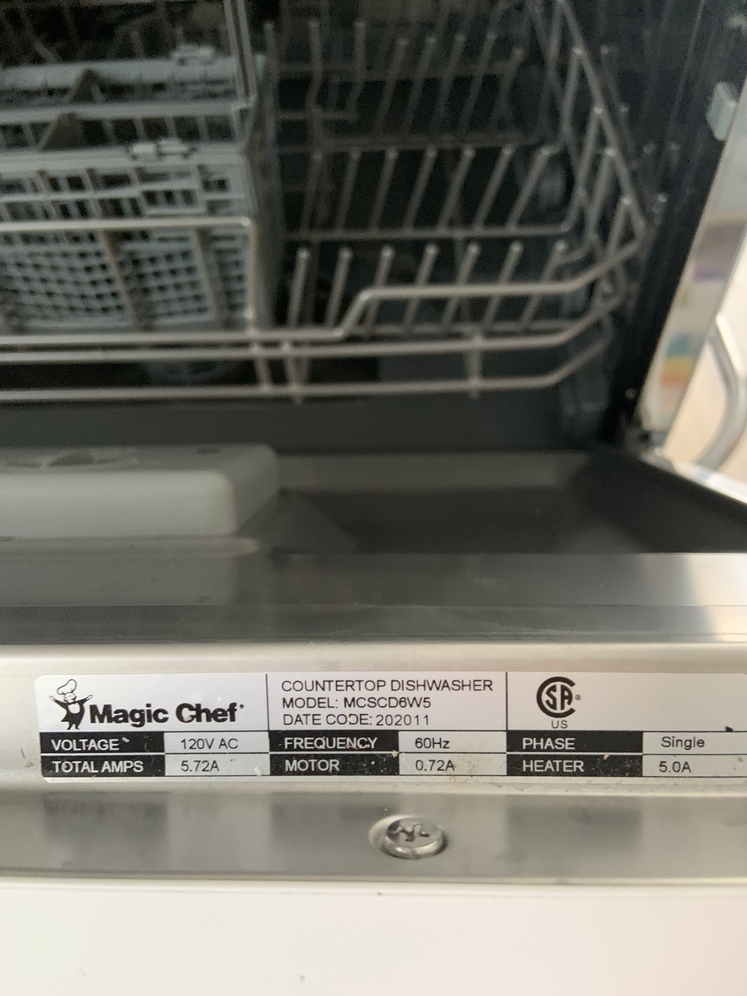 Magic Chef®
COUNTERTOP DISHWASHER
MODEL: MCSCD6W5
DATE CODE: 202011
CSA®
US
VOLTAGE 120V AC FREQUENCY 60Hz PHASE Single
TOTAL AMPS 5.72A MOTOR 0.72A HEATER 5.0A